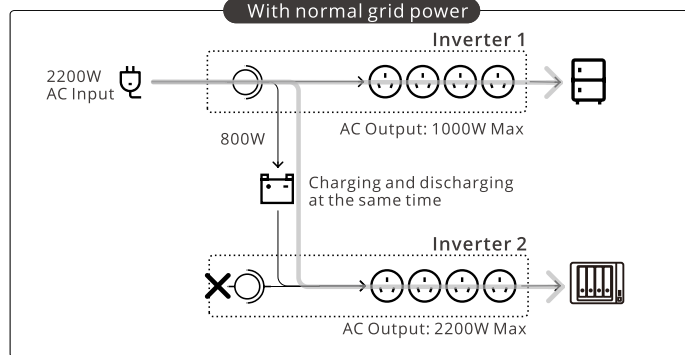 With normal grid power
Inverter 1
2200W
AC Input
AC Output: 1000W Max
800W
Charging and discharging
at the same time
Inverter 2
AC Output: 2200W Max